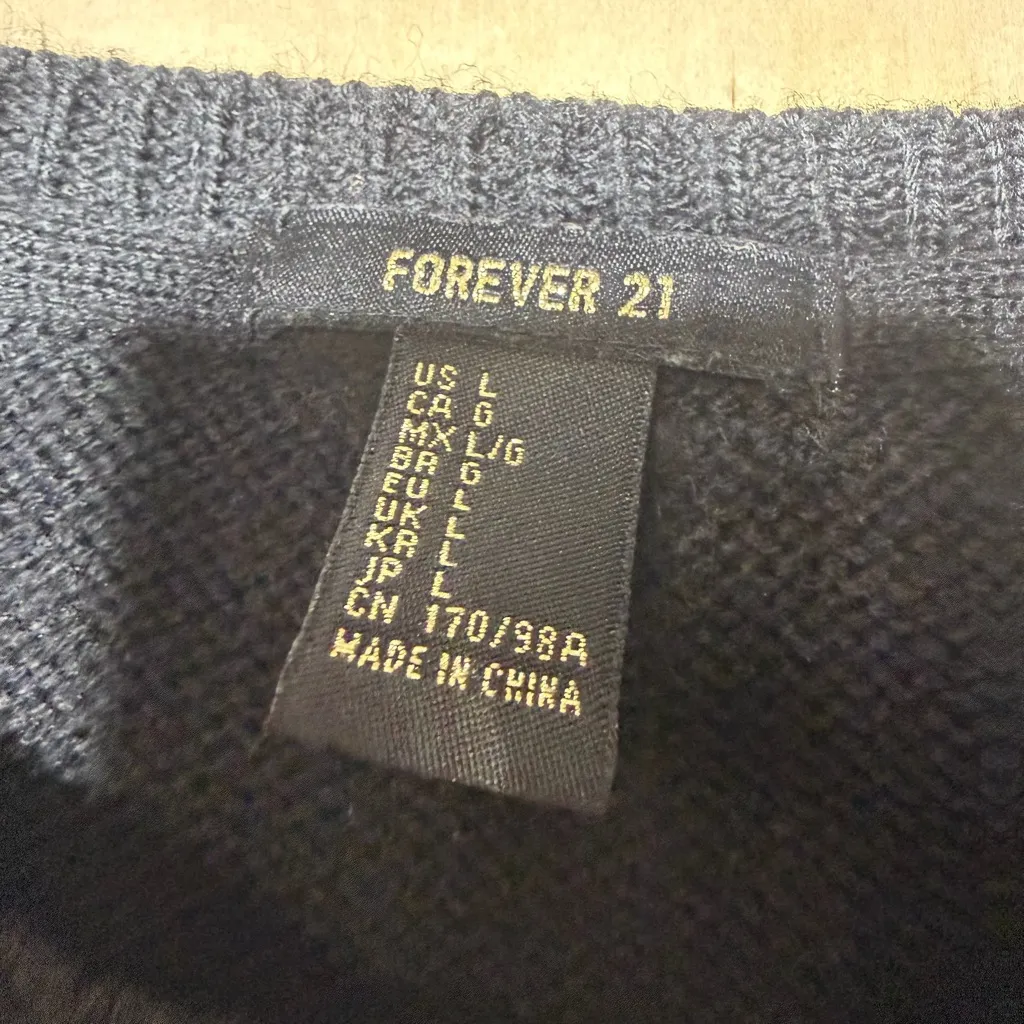 FOREVER 21
US L
CA G
MX L/G
BR G
EU L
UK L
KR L
JP L
CN 170/98A
MADE IN CHINA